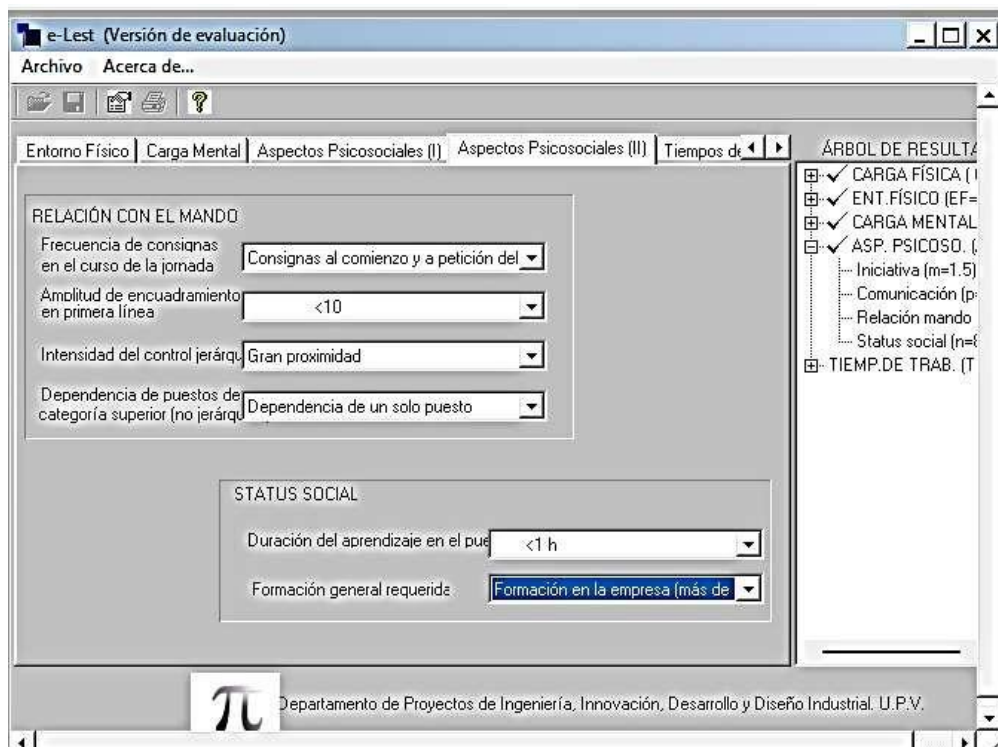 e-Lest (Versión de evaluación)
Archivo Acerca de...
Entorno Físico Carga Mental Aspectos Psicosociales (I) Aspectos Psicosociales (II) Tiempos de
RELACIÓN CON EL MANDO
Frecuencia de consignas
en el curso de la jornada
Consignas al comienzo y a petición del
Amplitud de encuadramiento
en primera línea
<10
Intensidad del control jerárqu
Gran proximidad
Dependencia de puestos de
categoría superior (no jerárqu
Dependencia de un solo puesto
STATUS SOCIAL
Duración del aprendizaje en el pue
<1 h
Formación general requerida
Formación en la empresa (más de
ÁRBOL DE RESULTA
CARGA FÍSICA (
ENT.FÍSICO (EF=
CARGA MENTAL
ASP. PSICOSO. (
Iniciativa (m=1.5)
Comunicación (p=
Relación mando
Status social (n=
TIEMP.DE TRAB. (T
π
Departamento de Proyectos de Ingeniería, Innovación, Desarrollo y Diseño Industrial. U.P.V.